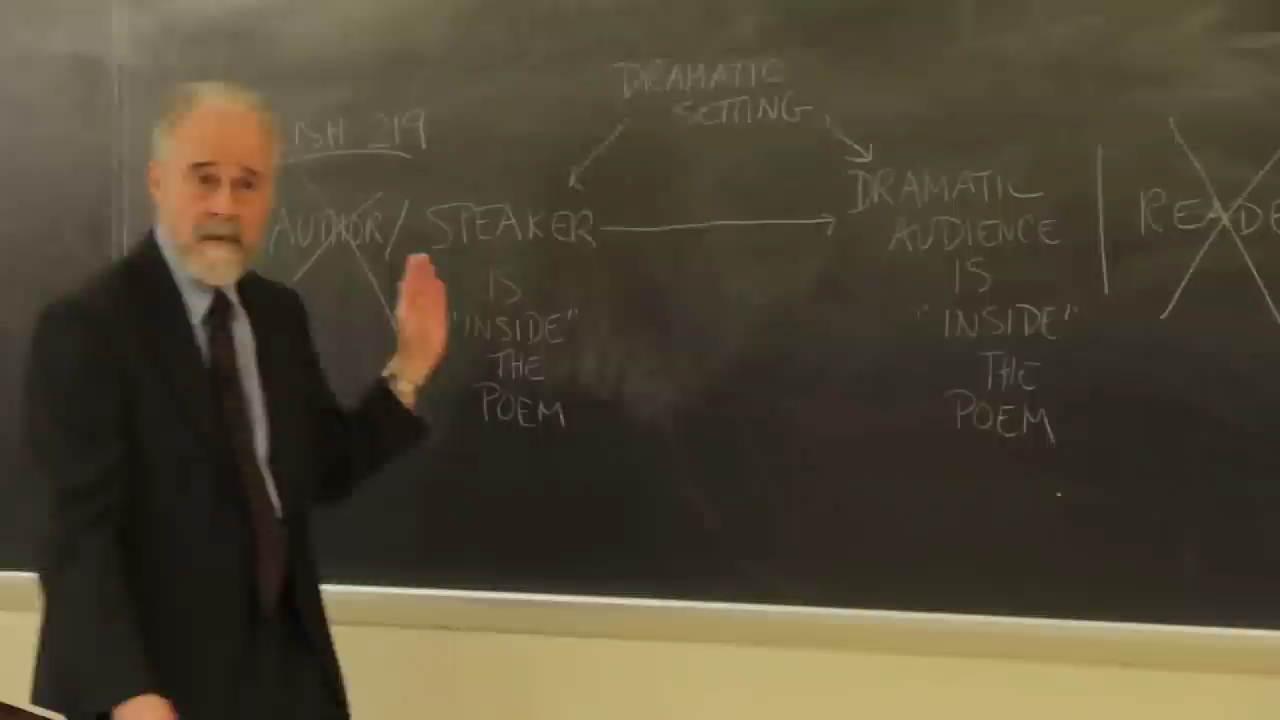 DRAMATIC
SETTING
ISH 219
AUTHOR/ SPEAKER
DRAMATIC
AUDIENCE
READE
IS
"INSIDE"
THE
POEM
IS
"INSIDE"
THE
POEM